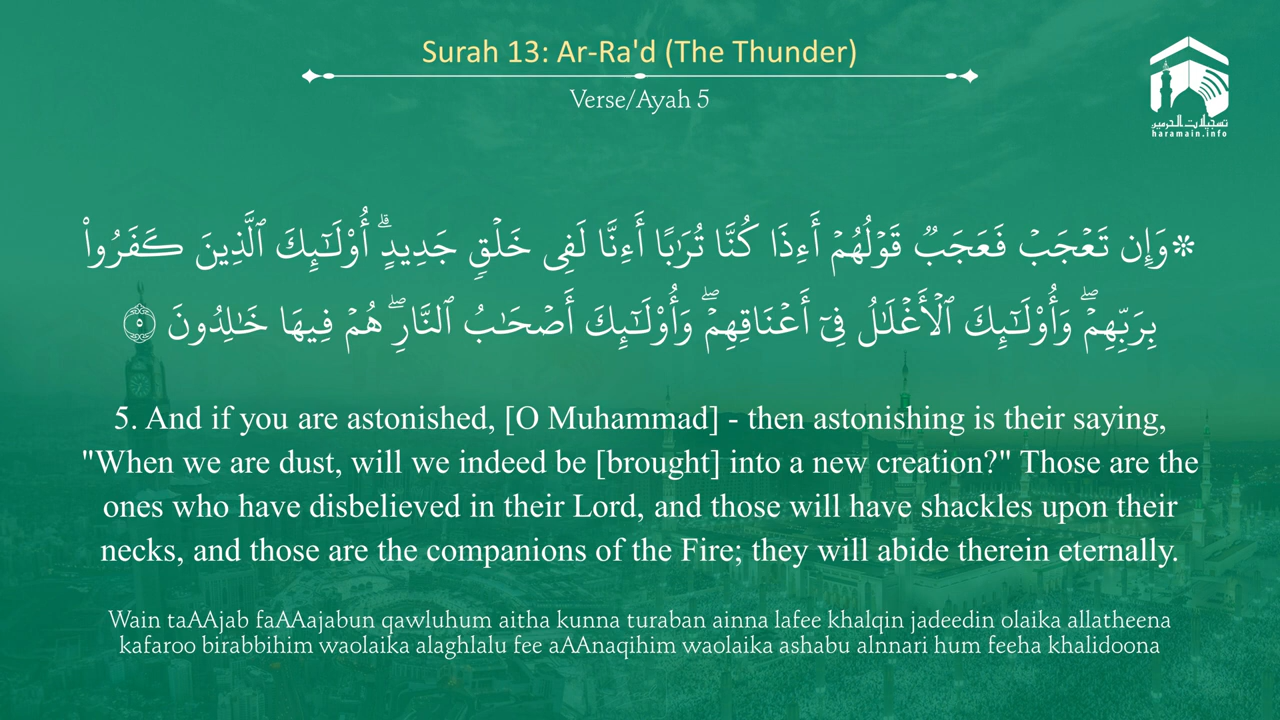 Surah 13: Ar-Ra'd (The Thunder)
Verse/Ayah 5
تسجيلات الحرمين
haramain.info
۞وَإِن تَعۡجَبۡ فَعَجَبٞ قَوۡلُهُمۡ أَءِذَا كُنَّا تُرَٰبًا أَءِنَّا لَفِي خَلۡقٖ جَدِيدٍۗ أُوْلَـٰٓئِكَ ٱلَّذِينَ كَفَرُواْ
بِرَبِّهِمۡۖ وَأُوْلَـٰٓئِكَ ٱلۡأَغۡلَٰلُ فِيٓ أَعۡنَاقِهِمۡۖ وَأُوْلَـٰٓئِكَ أَصۡحَٰبُ ٱلنَّارِۖ هُمۡ فِيهَا خَٰلِدُونَ ٥
5. And if you are astonished, [O Muhammad] - then astonishing is their saying,
"When we are dust, will we indeed be [brought] into a new creation?" Those are the
ones who have disbelieved in their Lord, and those will have shackles upon their
necks, and those are the companions of the Fire; they will abide therein eternally.
Wain taAAjab faAAajabun qawluhum aitha kunna turaban ainna lafee khalqin jadeedin olaika allatheena
kafaroo birabbihim waolaika alaghlalu fee aAAnaqihim waolaika ashabu alnnari hum feeha khalidoona